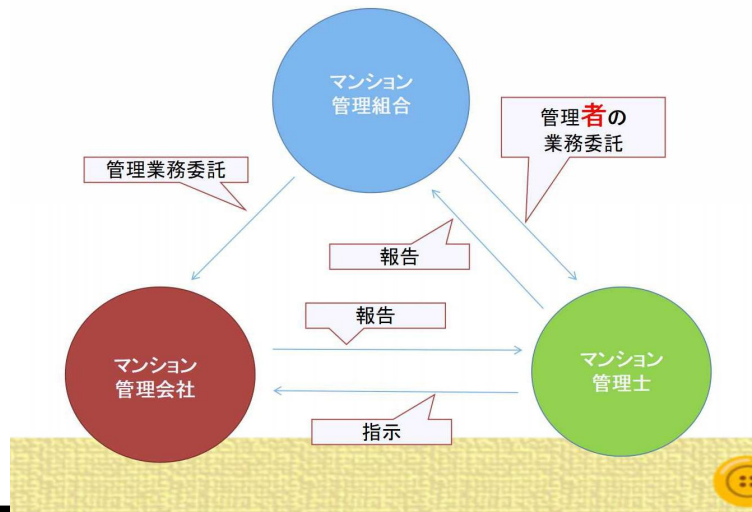 マンション
管理組合
管理者の
業務委託
管理業務委託
報告
報告
マンション
管理会社
マンション
管理士
指示